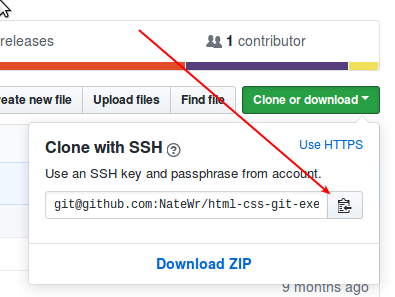 releases
1 contributor
reate new file
Upload files
Find file
Clone or download
Clone with SSH
Use HTTPS
Use an SSH key and passphrase from account.
git@github.com:NateWr/html-css-git-exe
Download ZIP
9 months ago